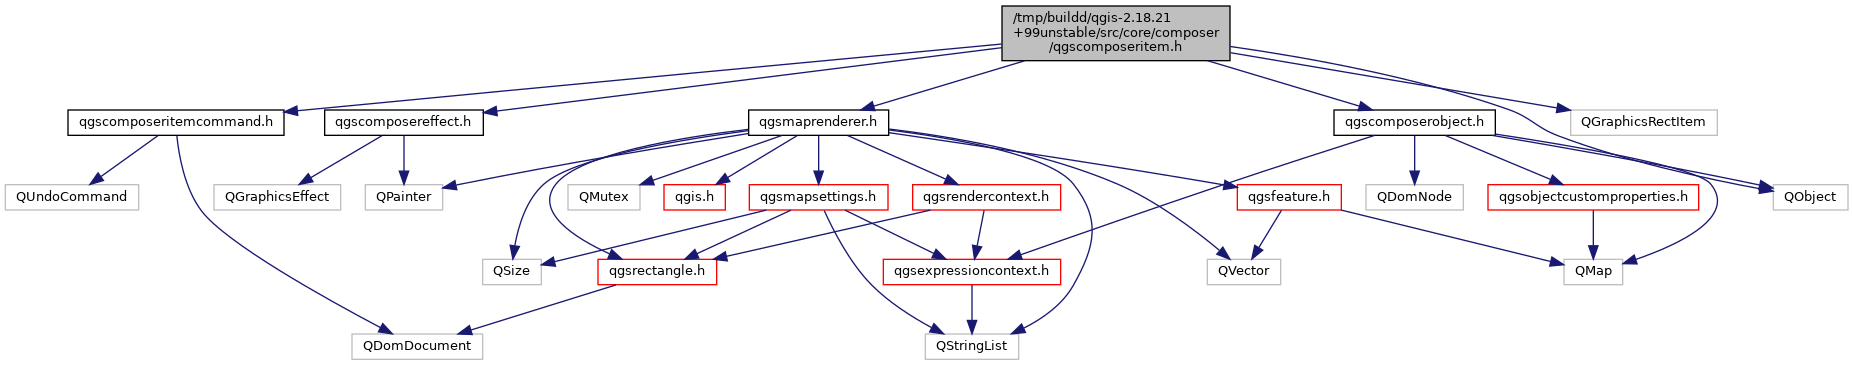 /tmp/buildd/qgis-2.18.21
+99unstable/src/core/composer
/qgscomposeritem.h
qgscomposeritemcommand.h
qgscomposereffect.h
qgsmaprenderer.h
qgscomposerobject.h
QGraphicsRectItem
QUndoCommand
QGraphicsEffect
QPainter
QMutex
qgis.h
qgsmapsettings.h
qgsrendercontext.h
qgsfeature.h
QDomNode
qgsobjectcustomproperties.h
QObject
QSize
qgsrectangle.h
qgsexpressioncontext.h
QVector
QMap
QDomDocument
QStringList